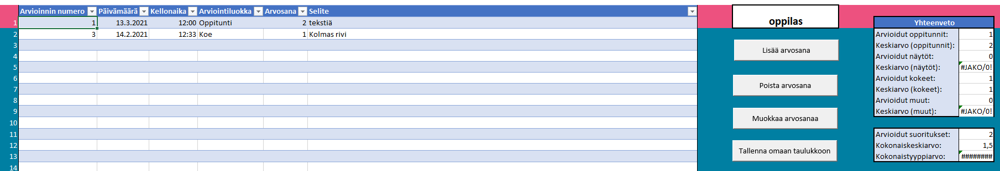 Arvioinnin numero Päivämäärä Kellonaika Arviointiluokka Arvosana Selite
1 1 13.3.2021 12:00 Oppitunti 2 tekstiä
2 3 14.2.2021 12:33 Koe 1 Kolmas rivi
3
4
5
6
7
8
9
10
11
12
13
14
oppilas
Lisää arvosana
Poista arvosana
Muokkaa arvosanaa
Tallenna omaan taulukkoon
Yhteenveto
Arvioidut oppitunnit: 1
Keskiarvo (oppitunnit): 2
Arvioidut näytöt: 0
Keskiarvo (näytöt): #JAKO/0!
Arvioidut kokeet: 1
Keskiarvo (kokeet): 1
Arvioidut muut: 0
Keskiarvo (muut): #JAKO/0!
Arvioidut suoritukset: 2
Kokonaiskeskiarvo: 1,5
Kokonaistyyppiarvo: ########